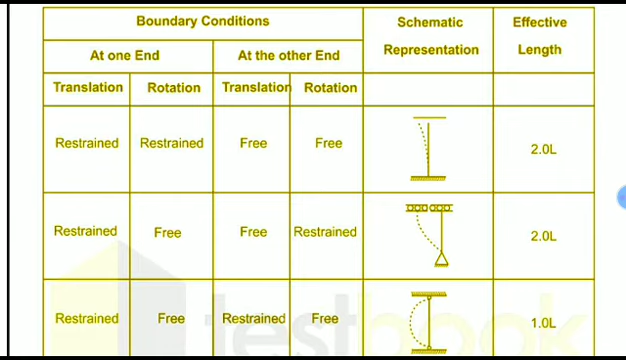 Boundary Conditions Schematic Representation Effective Length
At one End At the other End
Translation Rotation Translation Rotation
Restrained Restrained Free Free 2.0L
Restrained Free Free Restrained 2.0L
Restrained Free Restrained Free 1.0L
testbook